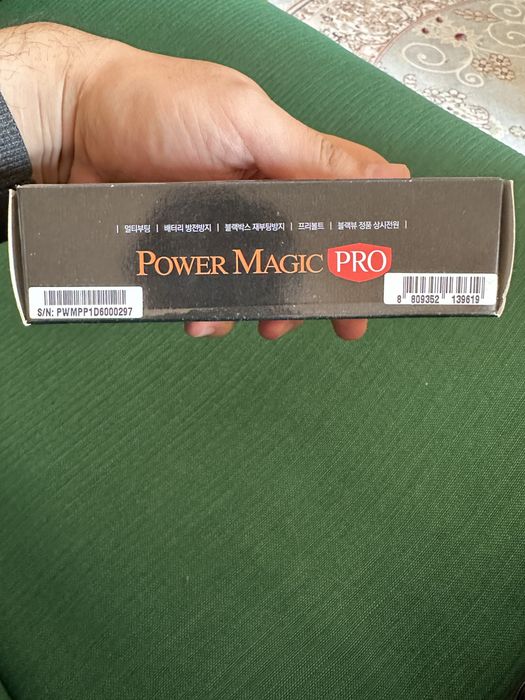 | 멀티부팅 | 배터리 방전방지 | 블랙박스 재부팅방지 | 프리볼트 | 블랙뷰 정품 상시전원 |
POWER MAGIC PRO
S/N: PWMPP1D6000297
8 809352 139619